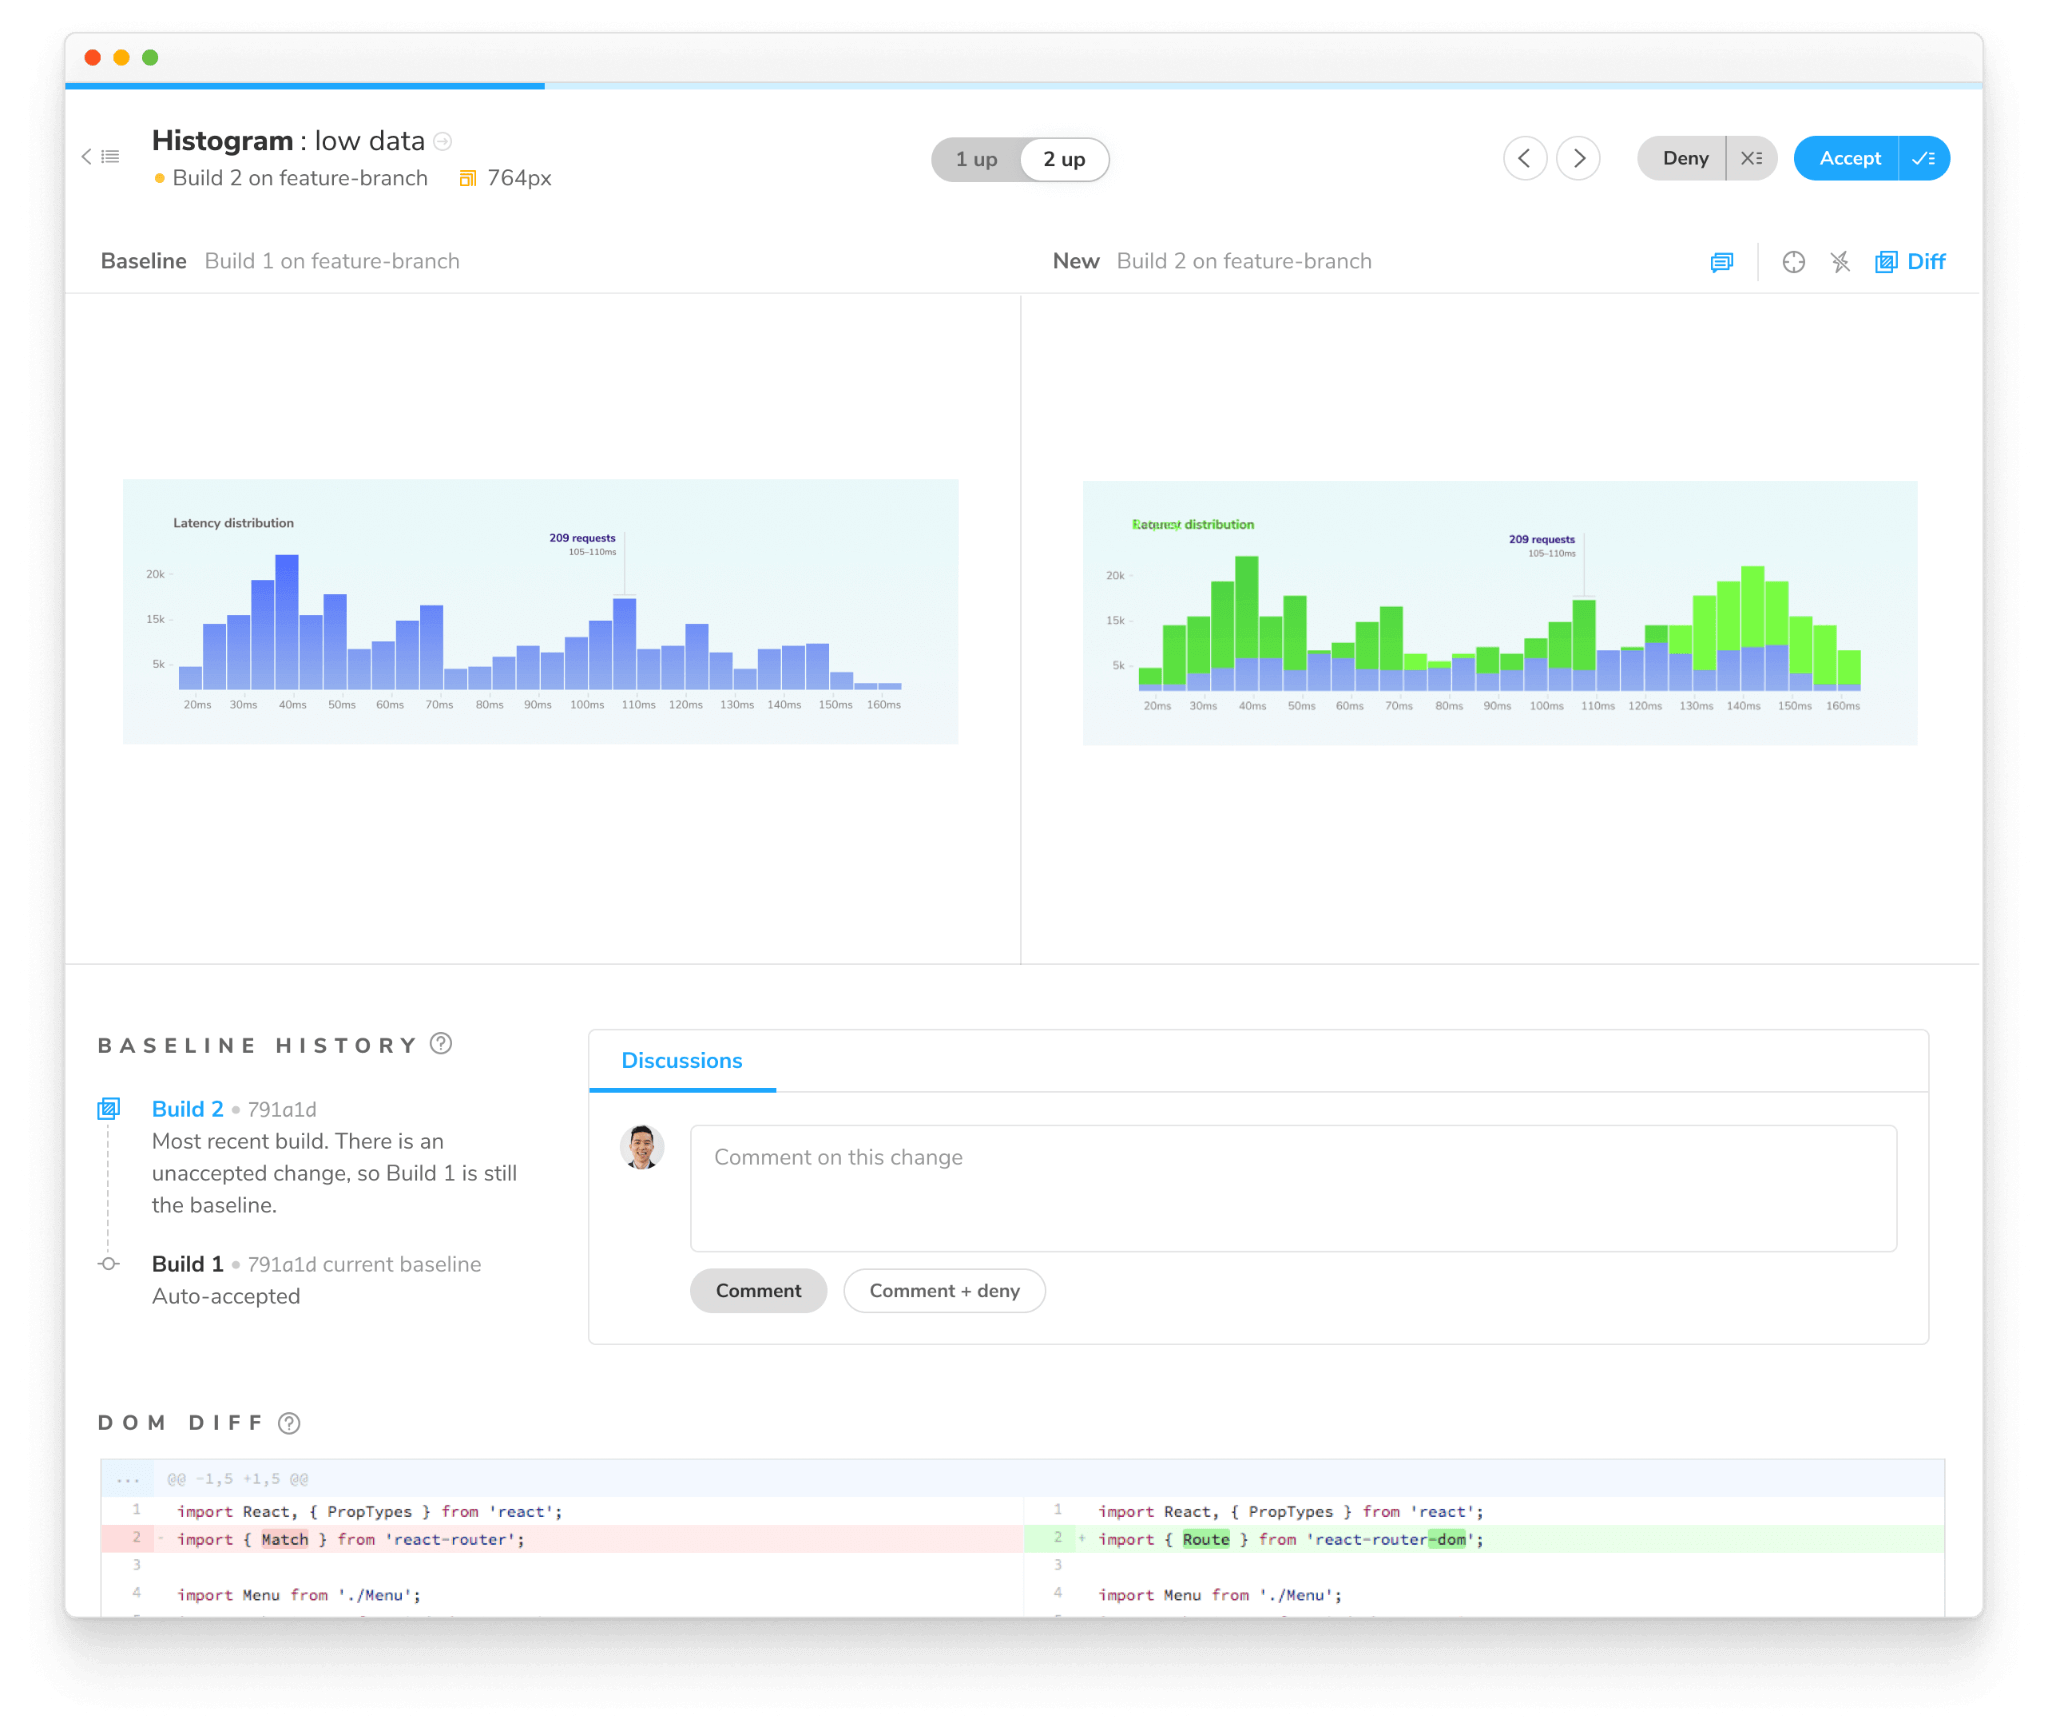 Histogram : low data
Build 2 on feature-branch 764px
1 up 2 up
Deny Accept
Baseline Build 1 on feature-branch
New Build 2 on feature-branch
Diff
Latency distribution
209 requests
105–110ms
20k
15k
5k
20ms 30ms 40ms 50ms 60ms 70ms 80ms 90ms 100ms 110ms 120ms 130ms 140ms 150ms 160ms
distribution
209 requests
105–110ms
20k
15k
5k
20ms 30ms 40ms 50ms 60ms 70ms 80ms 90ms 100ms 110ms 120ms 130ms 140ms 150ms 160ms
BASELINE HISTORY ?
Build 2 • 791a1d
Most recent build. There is an
unaccepted change, so Build 1 is still
the baseline.
Build 1 • 791a1d current baseline
Auto-accepted
Discussions
Comment on this change
Comment Comment + deny
DOM DIFF ?
... @@ -1,5 +1,5 @@
1 import React, { PropTypes } from 'react';
2 - import { Match } from 'react-router';
3
4 import Menu from './Menu';
1 import React, { PropTypes } from 'react';
2 + import { Route } from 'react-router-dom';
3
4 import Menu from './Menu';